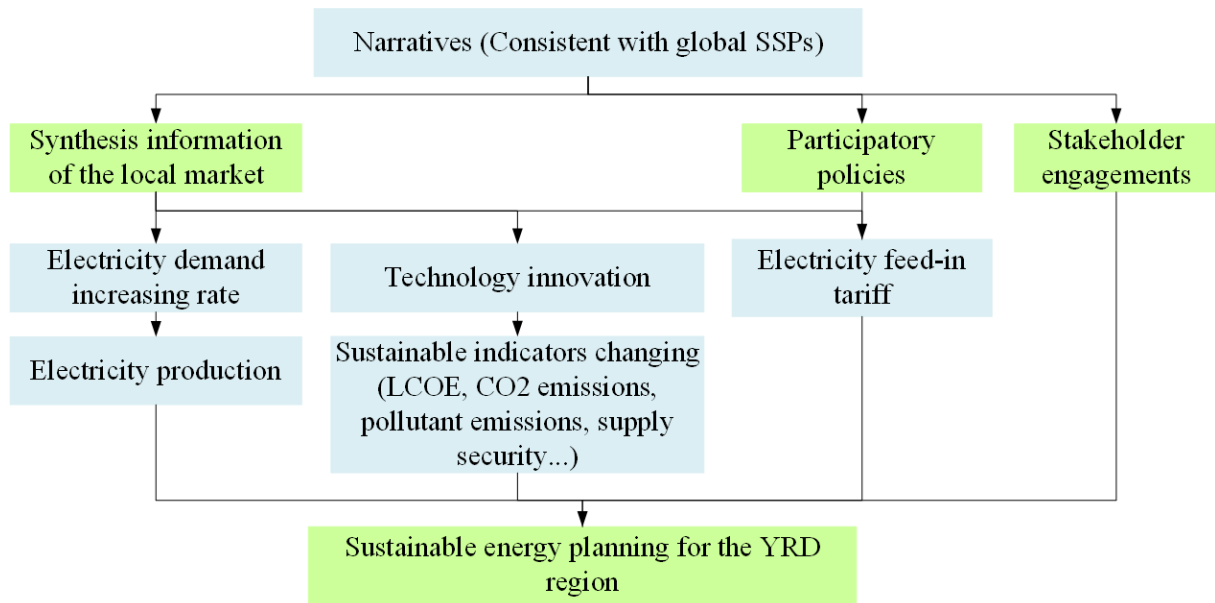 Narratives (Consistent with global SSPs)
Synthesis information
of the local market
Participatory
policies
Stakeholder
engagements
Electricity demand
increasing rate
Technology innovation
Electricity feed-in
tariff
Electricity production
Sustainable indicators changing
(LCOE, CO2 emissions,
pollutant emissions, supply
security...)
Sustainable energy planning for the YRD
region